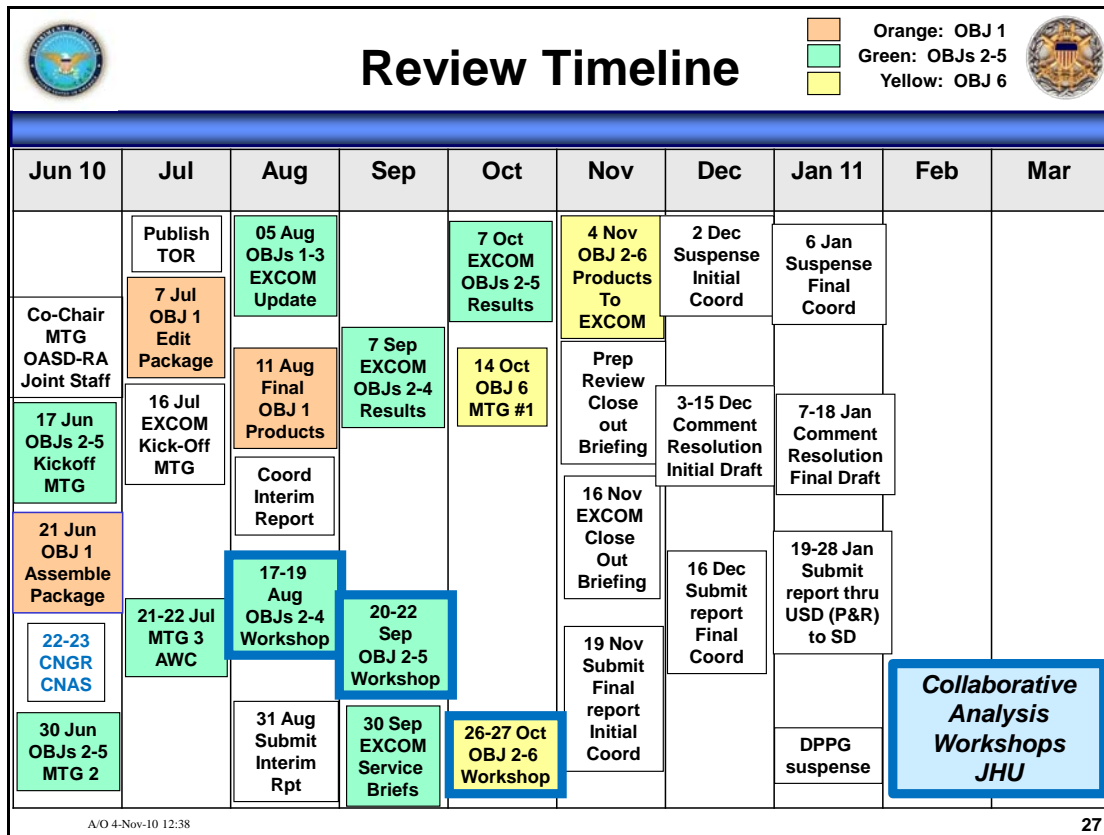 Review Timeline
Orange: OBJ 1
Green: OBJs 2-5
Yellow: OBJ 6
Jun 10
Jul
Aug
Sep
Oct
Nov
Dec
Jan 11
Feb
Mar
Co-Chair
MTG
OASD-RA
Joint Staff
17 Jun
OBJs 2-5
Kickoff
MTG
21 Jun
OBJ 1
Assemble
Package
22-23
CNGR
CNAS
30 Jun
OBJs 2-5
MTG 2
Publish
TOR
7 Jul
OBJ 1
Edit
Package
16 Jul
EXCOM
Kick-Off
MTG
21-22 Jul
MTG 3
AWC
05 Aug
OBJs 1-3
EXCOM
Update
11 Aug
Final
OBJ 1
Products
Coord
Interim
Report
17-19
Aug
OBJs 2-4
Workshop
31 Aug
Submit
Interim
Rpt
7 Sep
EXCOM
OBJs 2-4
Results
20-22
Sep
OBJ 2-5
Workshop
30 Sep
EXCOM
Service
Briefs
7 Oct
EXCOM
OBJs 2-5
Results
14 Oct
OBJ 6
MTG #1
26-27 Oct
OBJ 2-6
Workshop
4 Nov
OBJ 2-6
Products
To
EXCOM
Prep
Review
Close
out
Briefing
16 Nov
EXCOM
Close
Out
Briefing
19 Nov
Submit
Final
report
Initial
Coord
2 Dec
Suspense
Initial
Coord
3-15 Dec
Comment
Resolution
Initial Draft
16 Dec
Submit
report
Final
Coord
6 Jan
Suspense
Final
Coord
7-18 Jan
Comment
Resolution
Final Draft
19-28 Jan
Submit
report thru
USD (P&R)
to SD
DPPG
suspense
Collaborative
Analysis
Workshops
JHU
A/O 4-Nov-10 12:38
27